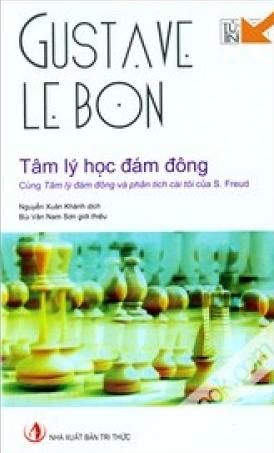 GUSTAVE
LE BON
Tâm lý học đám đông
Cùng Tâm lý đám đông và phân tích cái tôi của S. Freud
Nguyễn Xuân Khánh dịch
Bùi Văn Nam Sơn giới thiệu
NHÀ XUẤT BẢN TRI THỨC